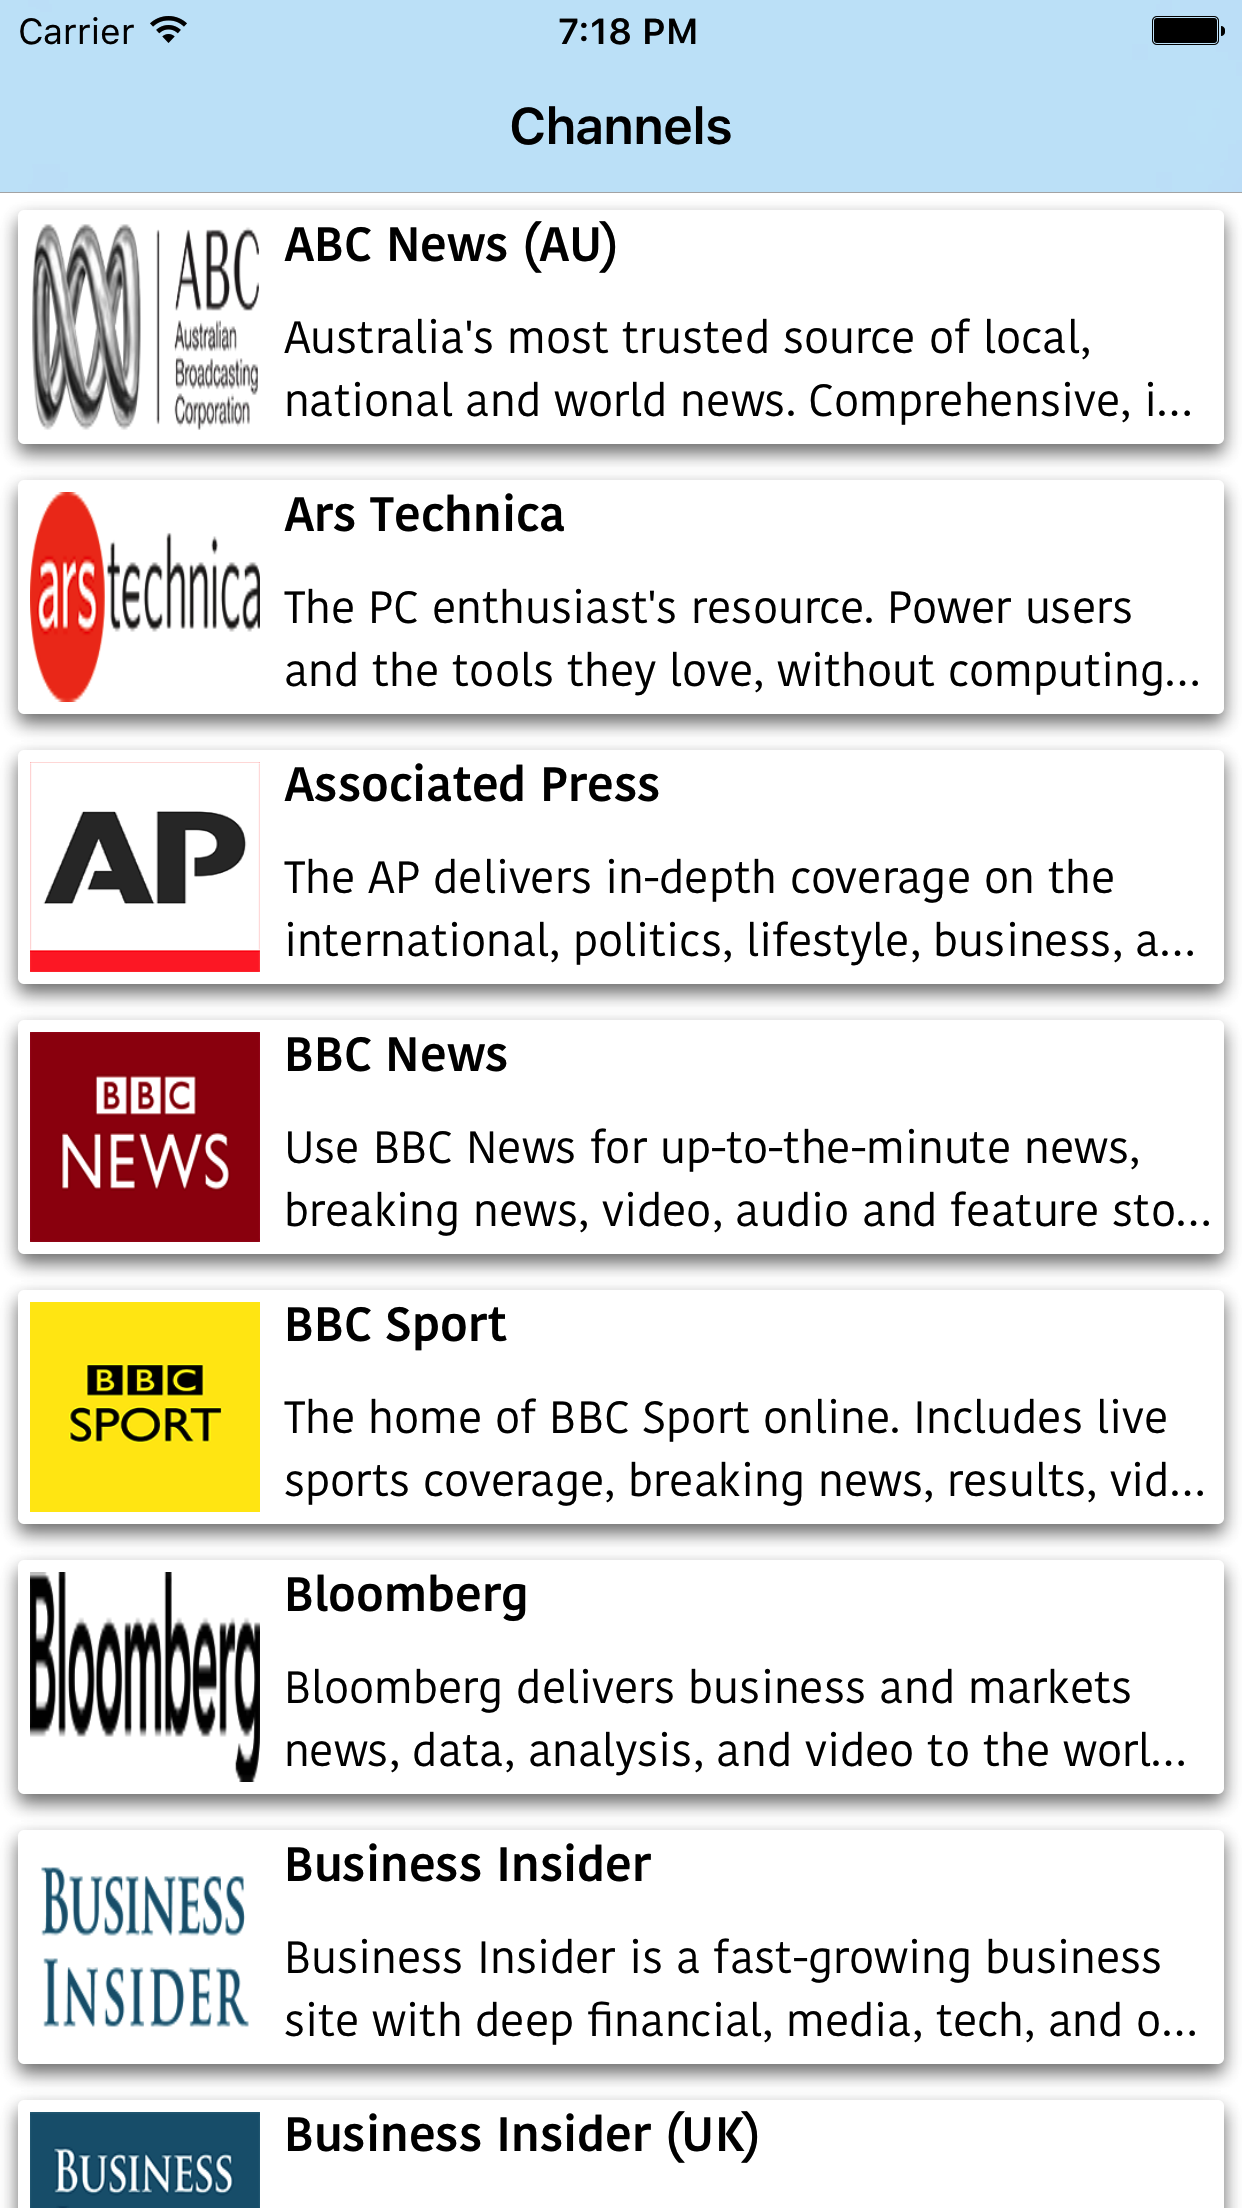 Carrier 7:18 PM
Channels
ABC
Australian
Broadcasting
Corporation
ABC News (AU)
Australia's most trusted source of local,
national and world news. Comprehensive, i...
ars technica
Ars Technica
The PC enthusiast's resource. Power users
and the tools they love, without computing...
AP
Associated Press
The AP delivers in-depth coverage on the
international, politics, lifestyle, business, a...
BBC
NEWS
BBC News
Use BBC News for up-to-the-minute news,
breaking news, video, audio and feature sto...
BBC
SPORT
BBC Sport
The home of BBC Sport online. Includes live
sports coverage, breaking news, results, vid...
Bloomberg
Bloomberg
Bloomberg delivers business and markets
news, data, analysis, and video to the worl...
BUSINESS
INSIDER
Business Insider
Business Insider is a fast-growing business
site with deep financial, media, tech, and o...
BUSINESS
Business Insider (UK)